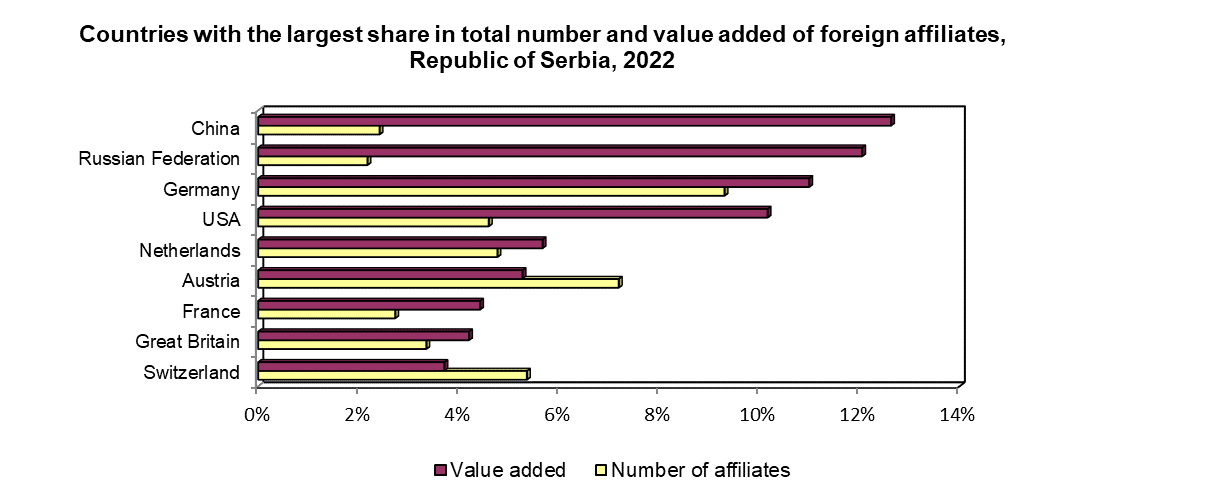 Countries with the largest share in total number and value added of foreign affiliates,
Republic of Serbia, 2022
China
Russian Federation
Germany
USA
Netherlands
Austria
France
Great Britain
Switzerland
0% 2% 4% 6% 8% 10% 12% 14%
Value added Number of affiliates